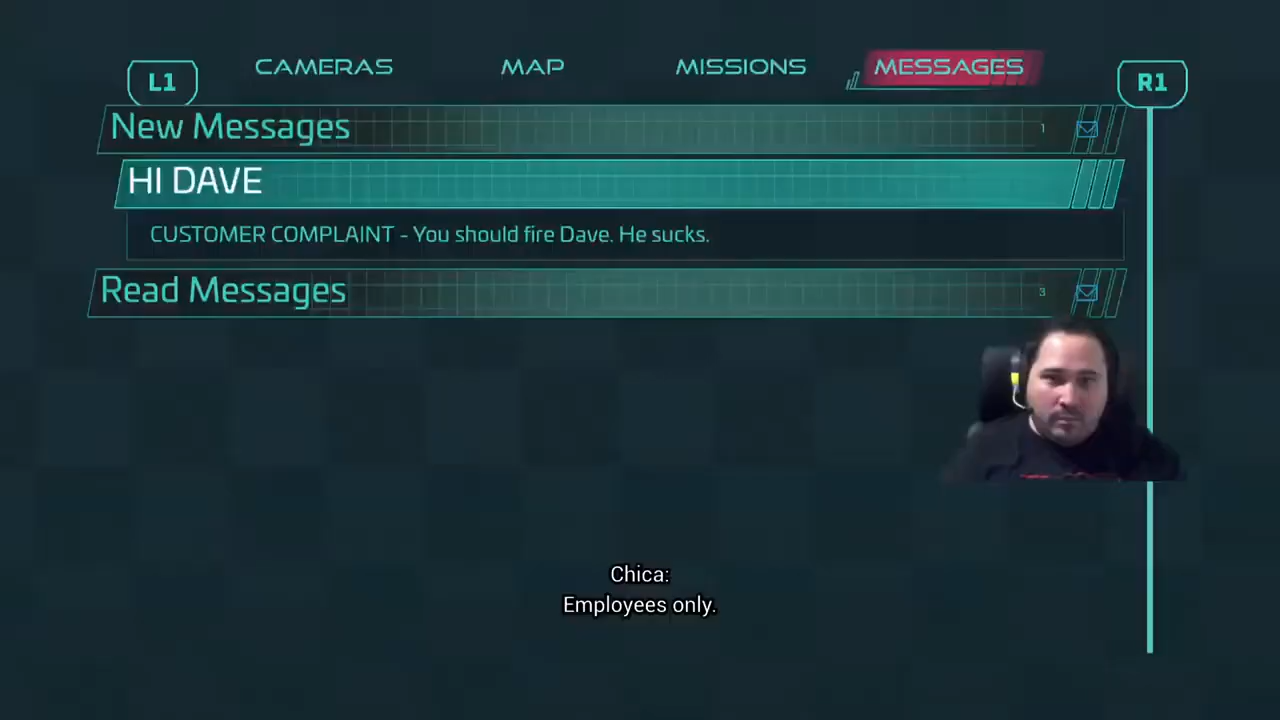 L1
CAMERAS
MAP
MISSIONS
MESSAGES
R1
New Messages
1
HI DAVE
CUSTOMER COMPLAINT - You should fire Dave. He sucks.
Read Messages
3
Chica:
Employees only.